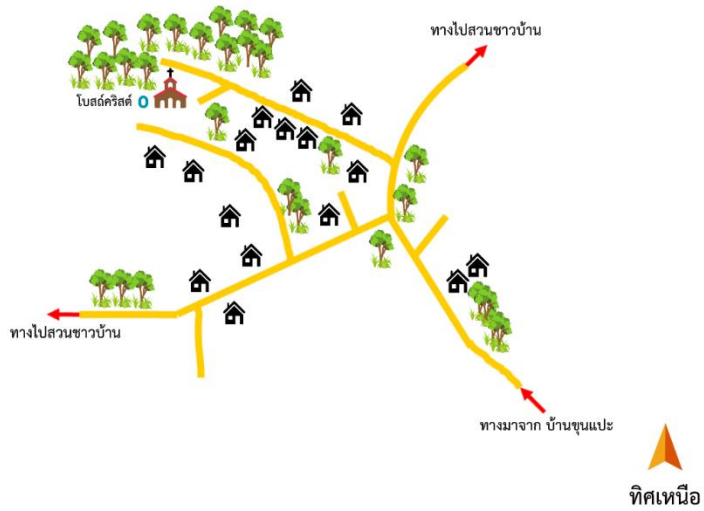 ทางไปสวนชาวบ้าน
โบสถ์คริสต์ 0
ทางไปสวนชาวบ้าน
ทางมาจาก บ้านขุนแปะ
ทิศเหนือ